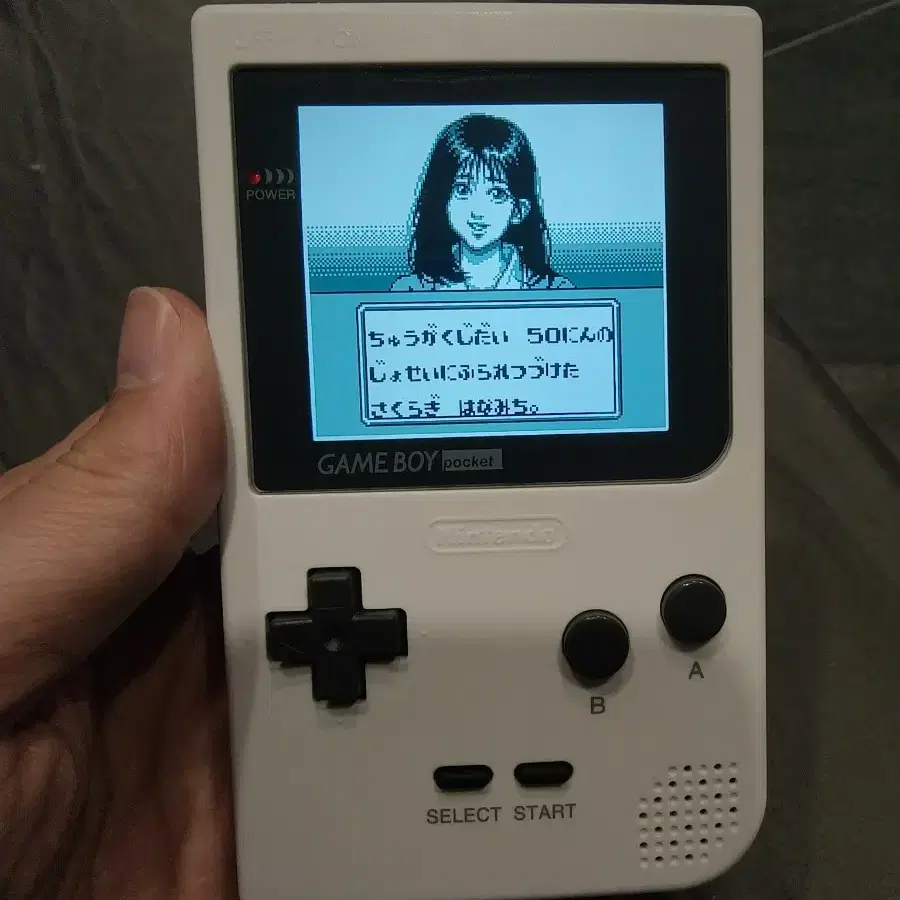 POWER
ちゅうがくじだい 50にんの
じょせいにふられつづけた
さくらぎ はなみち。
GAME BOY pocket
Nintendo
A
B
SELECT START